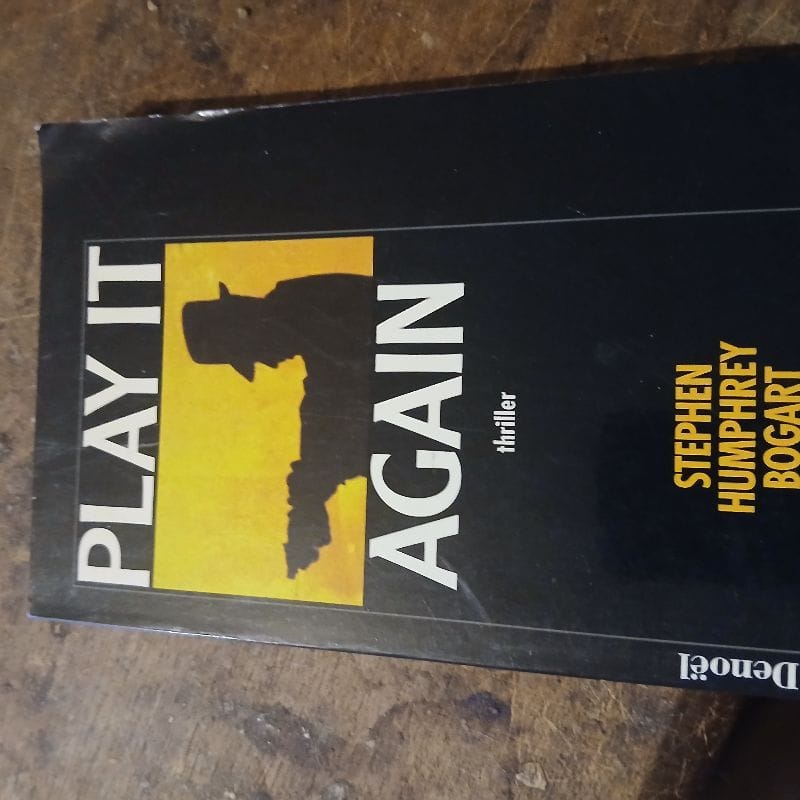 PLAY IT
AGAIN
thriller
STEPHEN
HUMPHREY
BOGART
Denoël